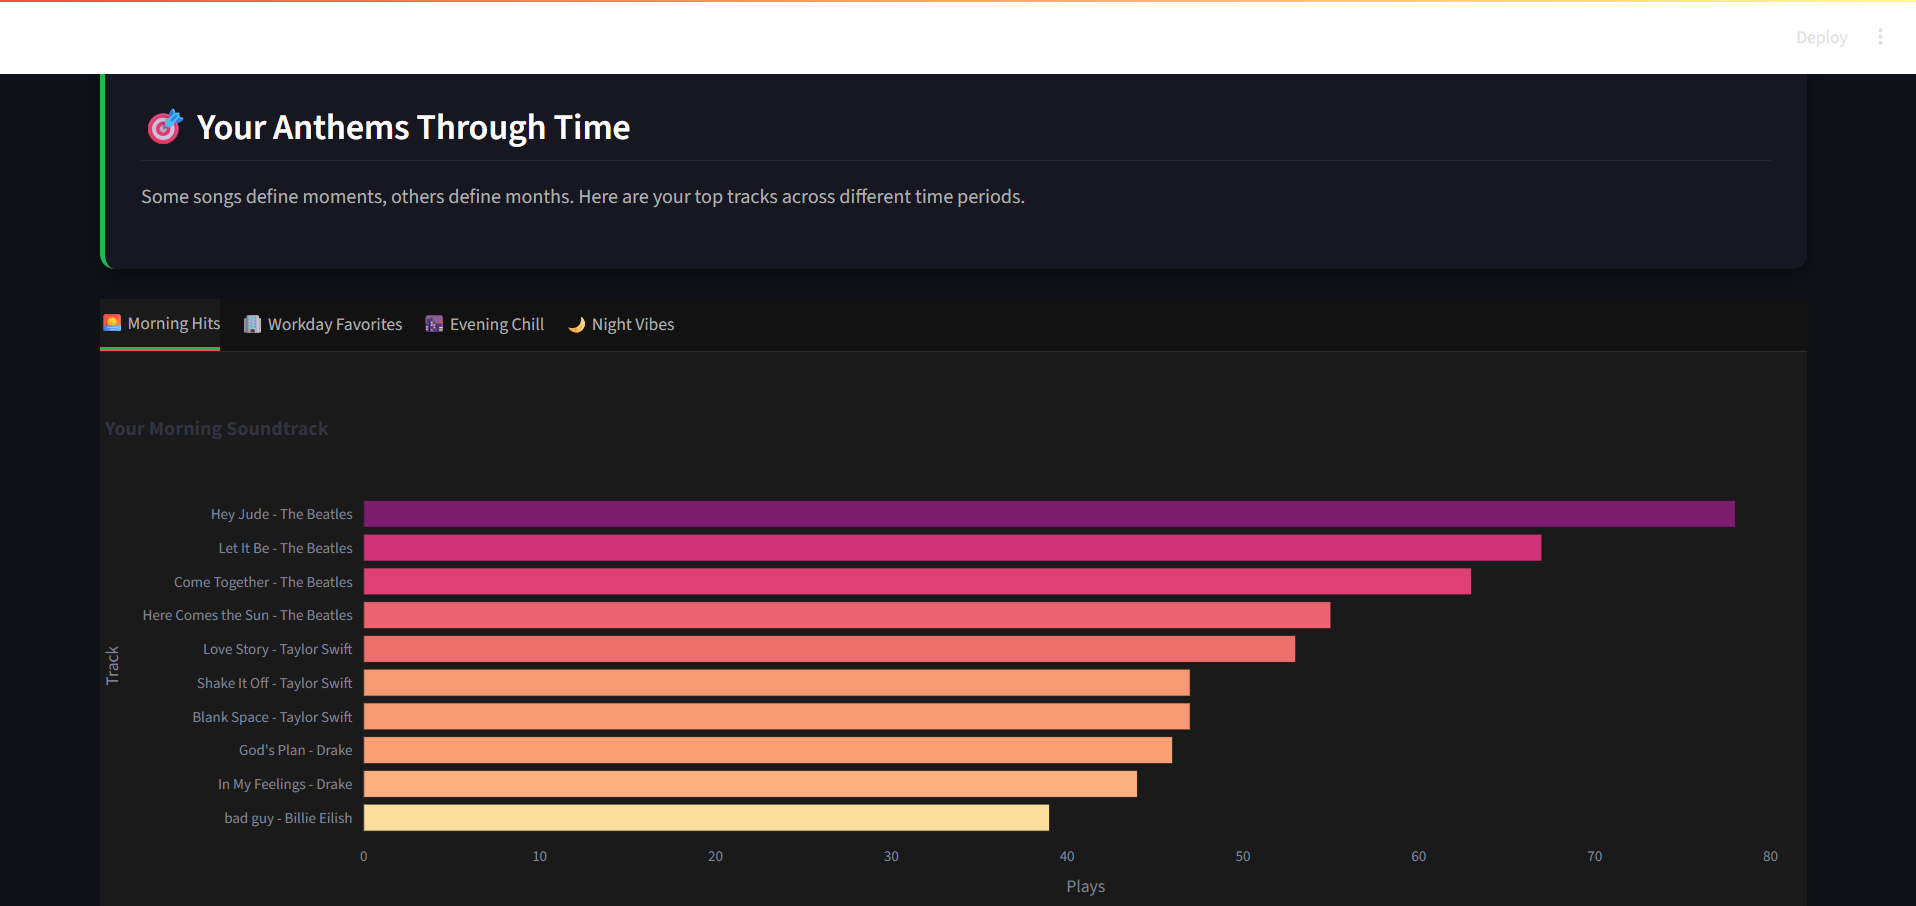 Deploy
Your Anthems Through Time
Some songs define moments, others define months. Here are your top tracks across different time periods.
Morning Hits
Workday Favorites
Evening Chill
Night Vibes
Your Morning Soundtrack
Hey Jude - The Beatles
Let It Be - The Beatles
Come Together - The Beatles
Here Comes the Sun - The Beatles
Love Story - Taylor Swift
Shake It Off - Taylor Swift
Blank Space - Taylor Swift
God's Plan - Drake
In My Feelings - Drake
bad guy - Billie Eilish
Track
0 10 20 30 40 50 60 70 80
Plays